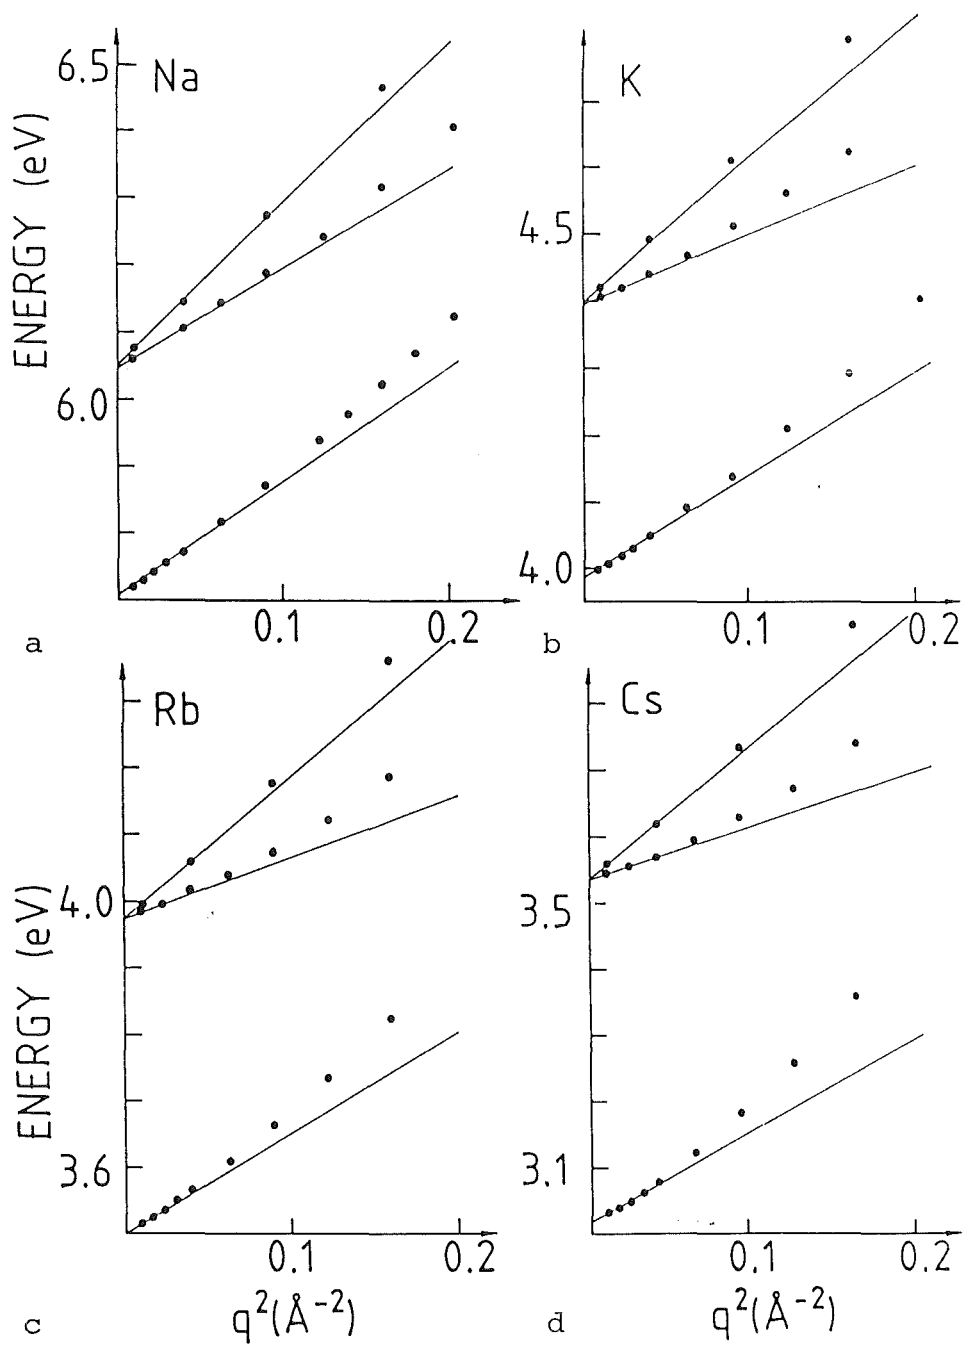 6.5
Na
ENERGY (eV)
6.0
0.1
0.2
a
K
4.5
4.0
0.1
0.2
b
Rb
4.0
ENERGY (eV)
3.6
0.1
0.2
q²(Å⁻²)
c
Cs
3.5
3.1
0.1
0.2
q²(Å⁻²)
d